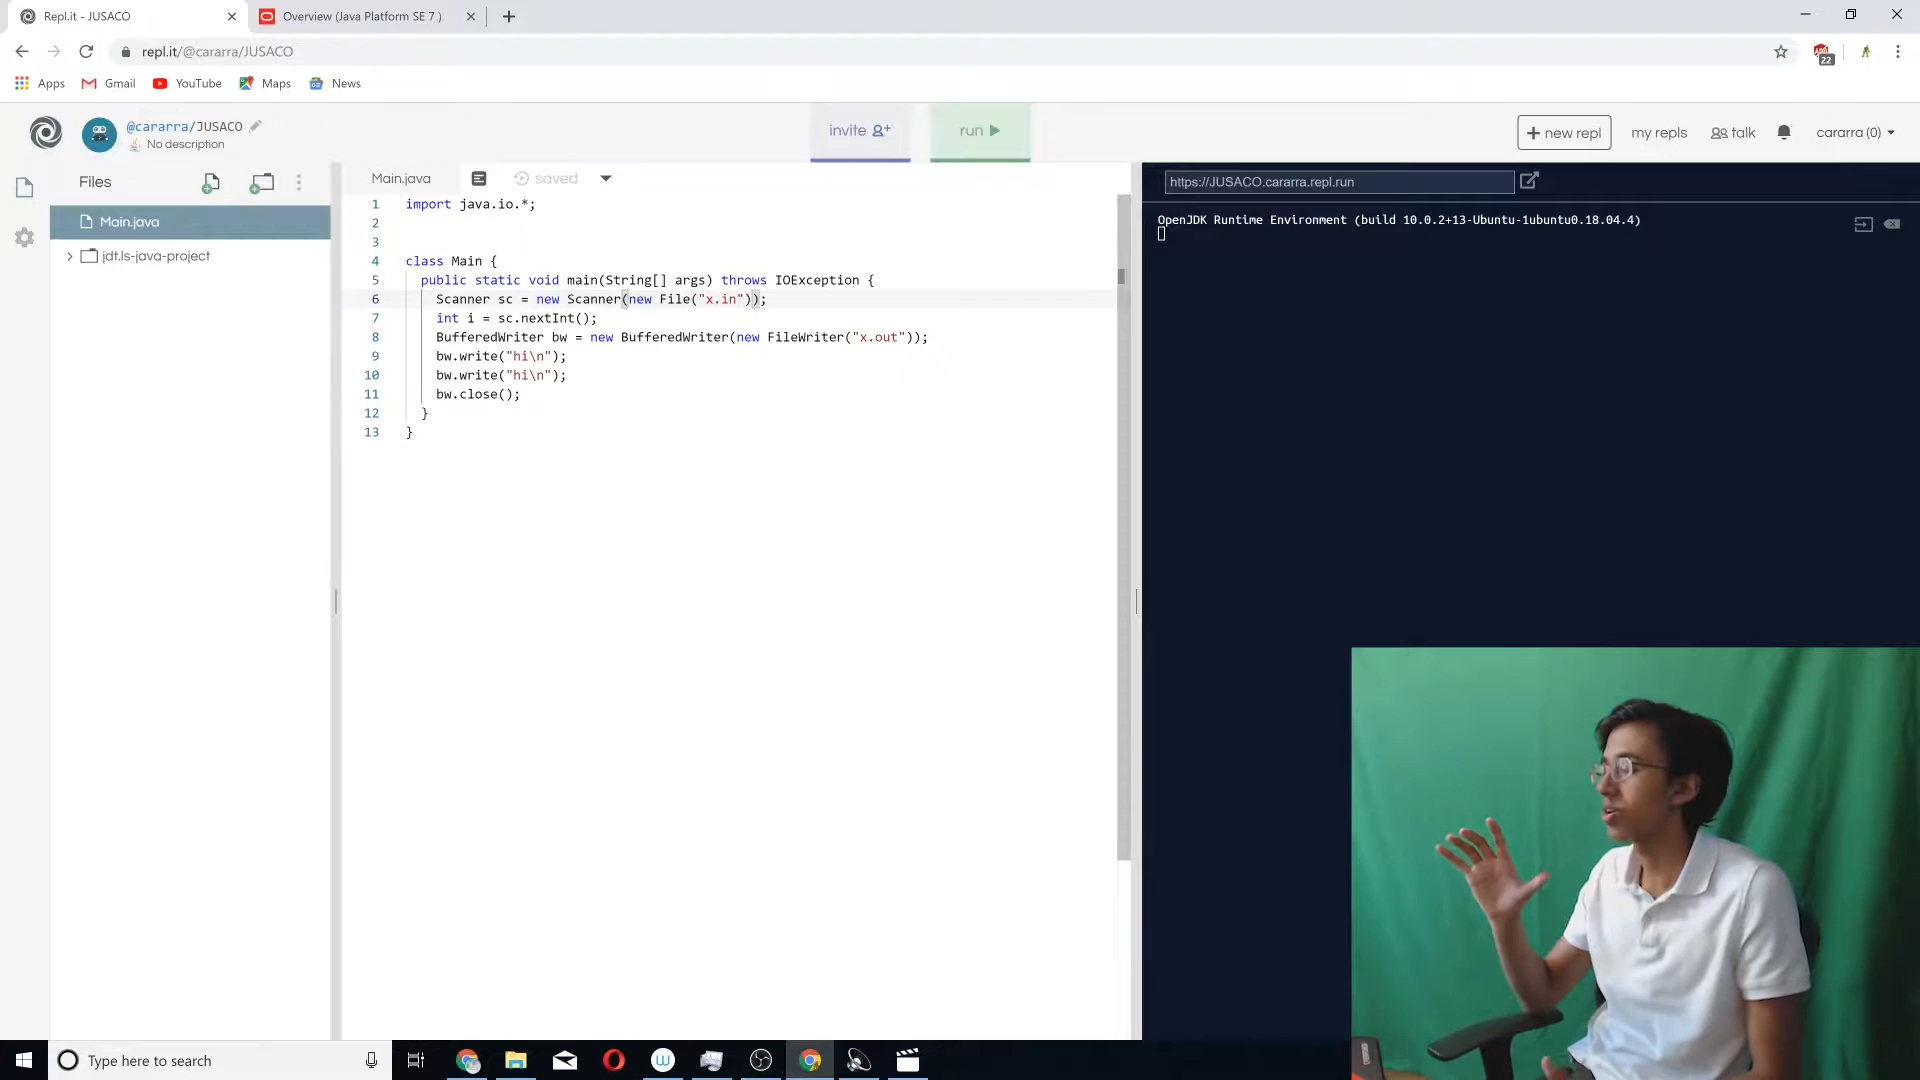 Repl.it - JUSACO
Overview (Java Platform SE 7 )
repl.it/@cararra/JUSACO
22
Apps
Gmail
YouTube
Maps
News
@cararra/JUSACO
No description
invite
run
+ new repl
my repls
talk
cararra (0)
Files
Main.java
jdt.ls-java-project
Main.java
saved
1 import java.io.*;
2
3
4 class Main {
5 public static void main(String[] args) throws IOException {
6 Scanner sc = new Scanner(new File("x.in"));
7 int i = sc.nextInt();
8 BufferedWriter bw = new BufferedWriter(new FileWriter("x.out"));
9 bw.write("hi\n");
10 bw.write("hi\n");
11 bw.close();
12 }
13 }
https://JUSACO.cararra.repl.run
OpenJDK Runtime Environment (build 10.0.2+13-Ubuntu-1ubuntu0.18.04.4)
Type here to search